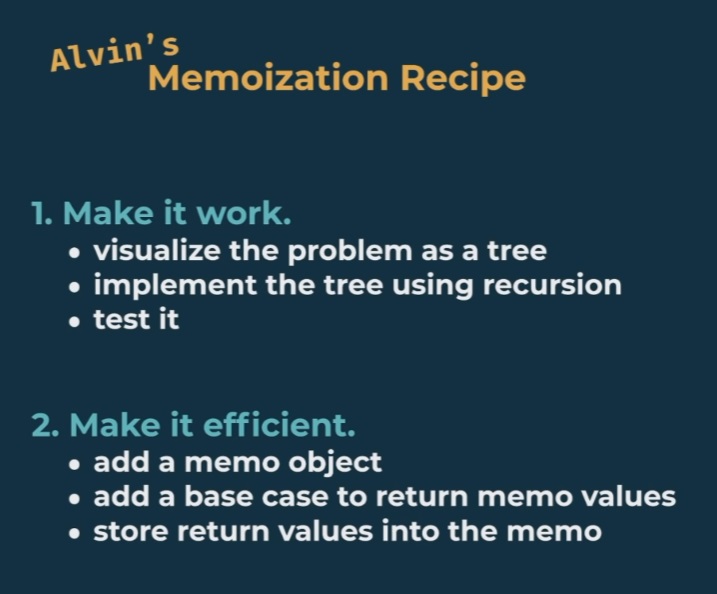 Alvin's
Memoization Recipe
1. Make it work.
• visualize the problem as a tree
• implement the tree using recursion
• test it
2. Make it efficient.
• add a memo object
• add a base case to return memo values
• store return values into the memo